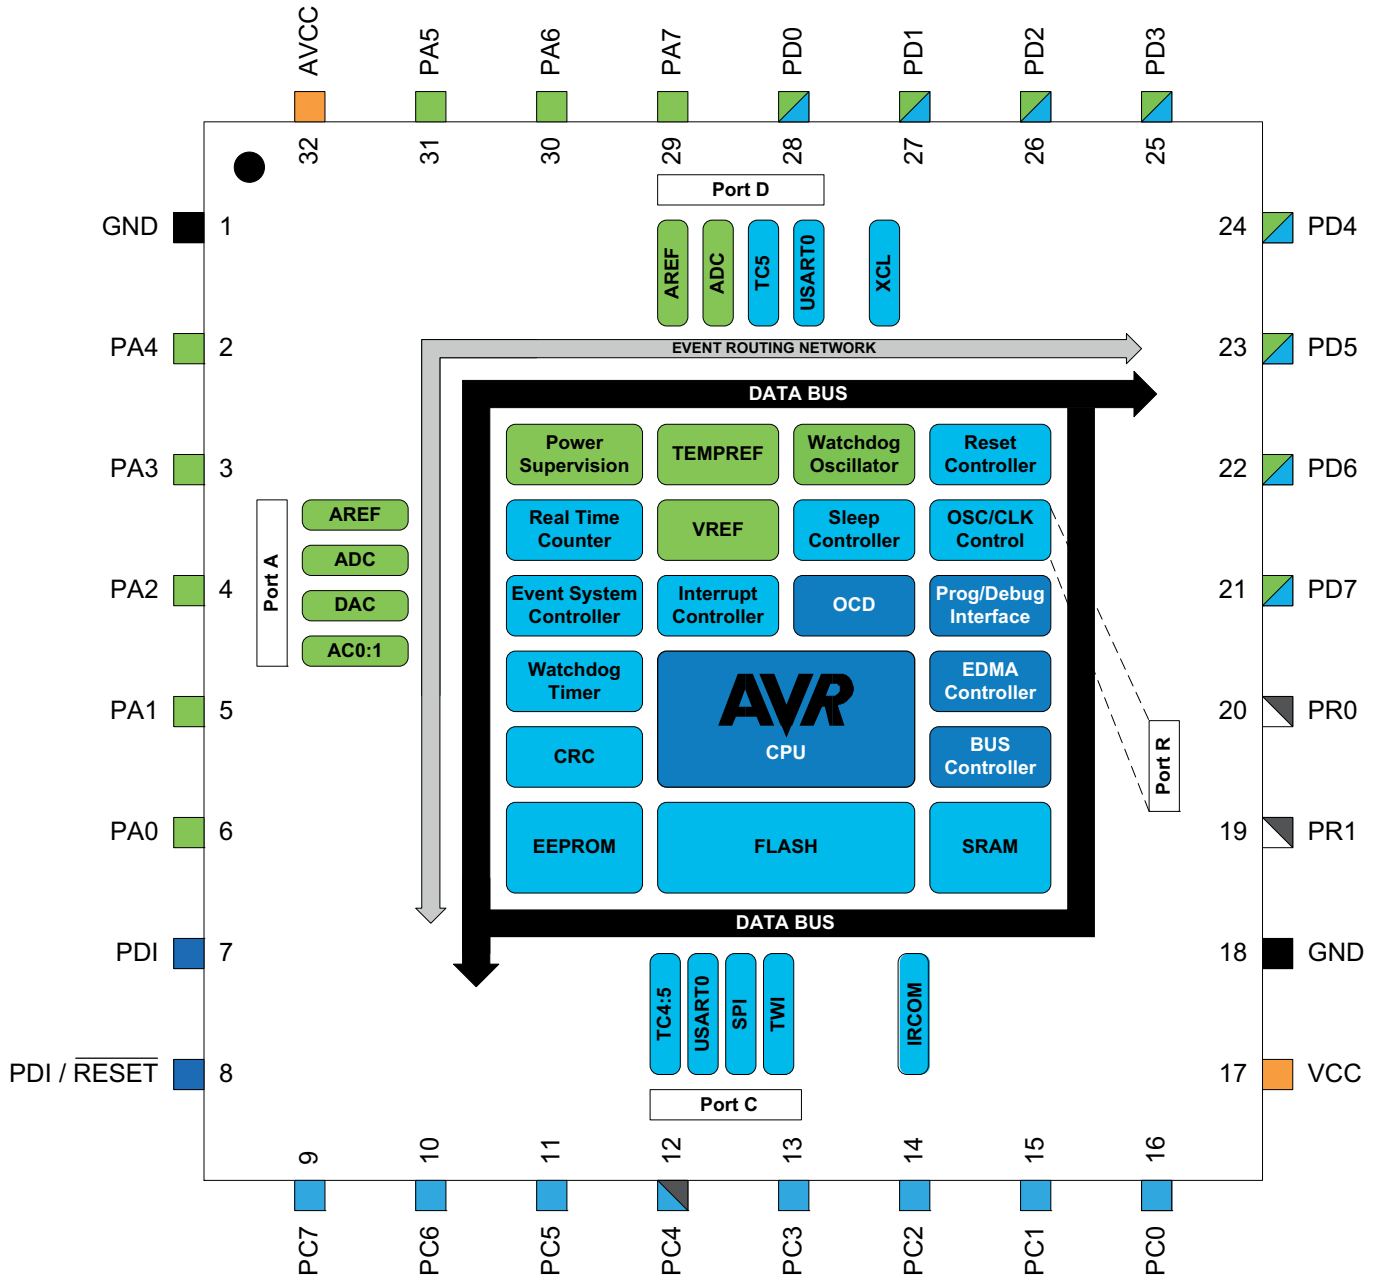 AVCC
PA5
PA6
PA7
PD0
PD1
PD2
PD3
32
31
30
29
28
27
26
25
Port D
GND
1
AREF
ADC
TC5
USART0
XCL
24
PD4
PA4
2
EVENT ROUTING NETWORK
23
PD5
DATA BUS
PA3
3
Power
Supervision
TEMPREF
Watchdog
Oscillator
Reset
Controller
22
PD6
Port A
AREF
ADC
DAC
AC0:1
Real Time
Counter
VREF
Sleep
Controller
OSC/CLK
Control
PA2
4
Event System
Controller
Interrupt
Controller
OCD
Prog/Debug
Interface
21
PD7
PA1
5
Watchdog
Timer
AVR
CPU
EDMA
Controller
20
PR0
CRC
BUS
Controller
Port R
PA0
6
EEPROM
FLASH
SRAM
19
PR1
DATA BUS
PDI
7
18
GND
TC4:5
USART0
SPI
TWI
IRCOM
PDI / RESET
8
17
VCC
Port C
9
10
11
12
13
14
15
16
PC7
PC6
PC5
PC4
PC3
PC2
PC1
PC0